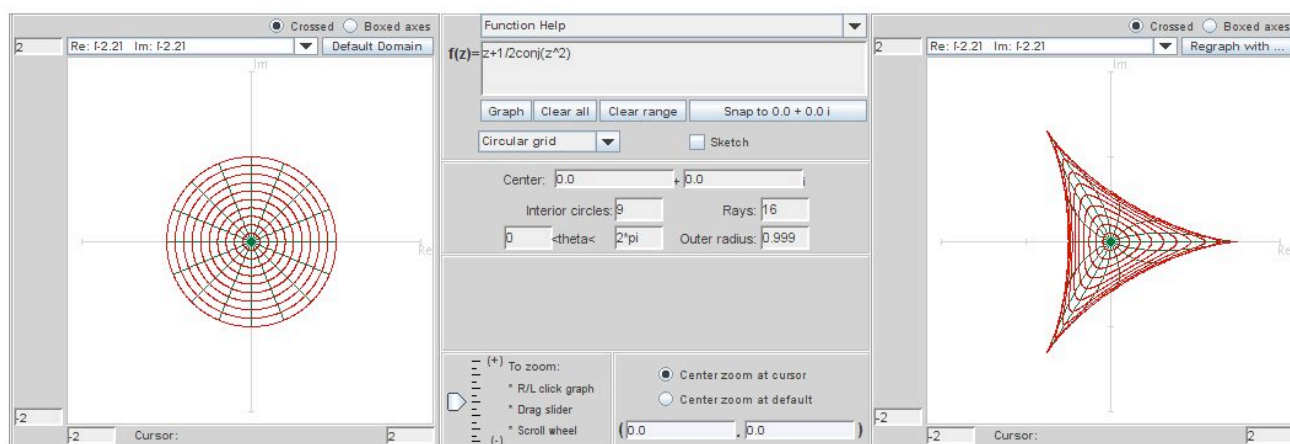 Crossed Boxed axes
2 Re: [-2.2] Im: [-2.2] Default Domain
Im
Re
-2
-2 Cursor: 2
Function Help
f(z)= z+1/2conj(z^2)
Graph Clear all Clear range Snap to 0.0 + 0.0 i
Circular grid Sketch
Center: 0.0 + 0.0 i
Interior circles: 9 Rays: 16
0 <theta< 2*pi Outer radius: 0.999
(+) To zoom:
* R/L click graph
* Drag slider
* Scroll wheel
(-)
Center zoom at cursor
Center zoom at default
( 0.0 . 0.0 )
Crossed Boxed axes
2 Re: [-2.2] Im: [-2.2] Regraph with ...
Im
Re
-2
-2 Cursor: 2